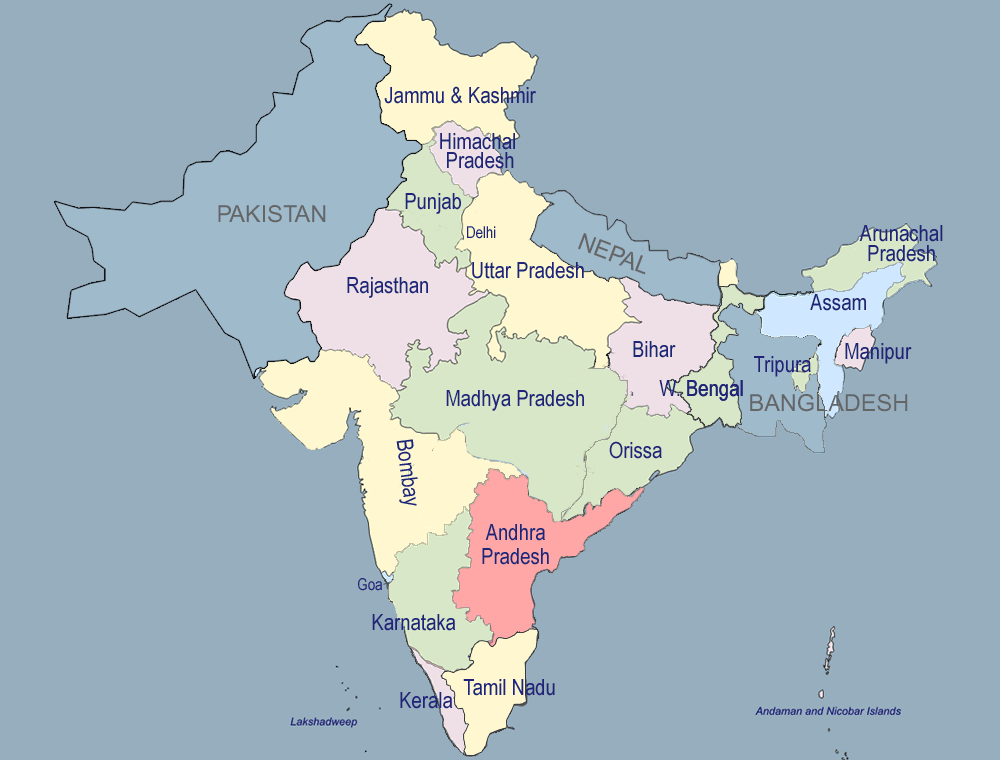 Jammu & Kashmir
Himachal
Pradesh
Punjab
PAKISTAN
Delhi
NEPAL
Arunachal
Pradesh
Uttar Pradesh
Rajasthan
Assam
Bihar
Manipur
Tripura
W. Bengal
Madhya Pradesh
BANGLADESH
Bombay
Orissa
Andhra
Pradesh
Goa
Karnataka
Tamil Nadu
Kerala
Andaman and Nicobar Islands
Lakshadweep